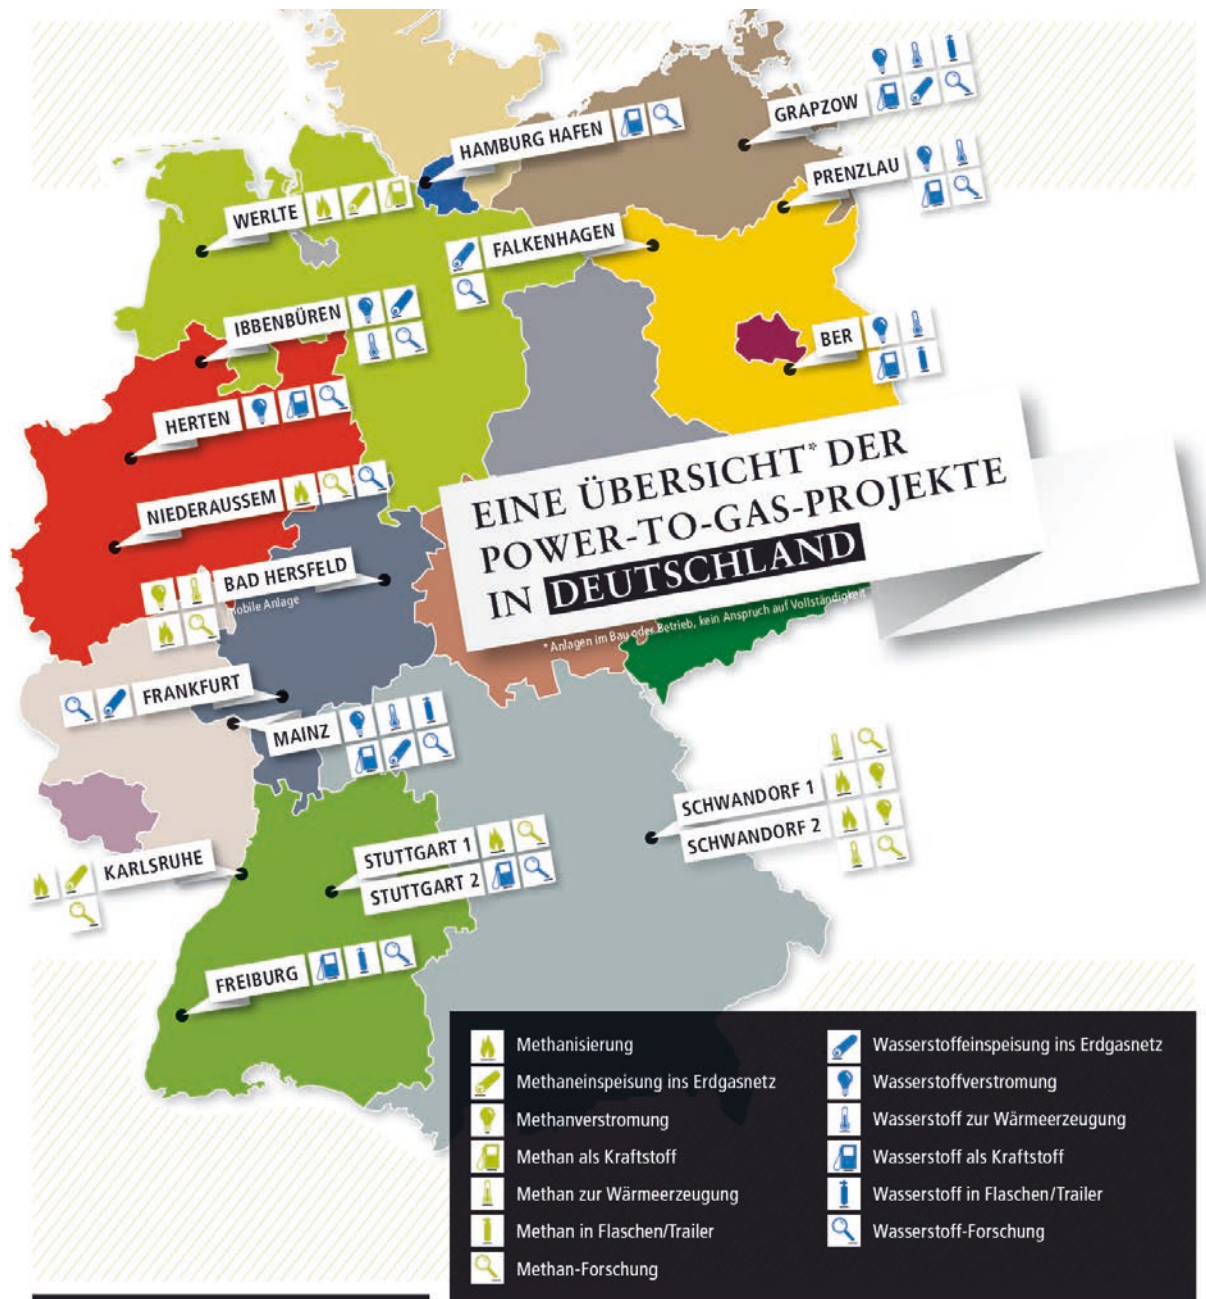 GRAPZOW
HAMBURG HAFEN
PRENZLAU
WERLTE
FALKENHAGEN
IBBENBÜREN
BER
HERTEN
EINE ÜBERSICHT* DER
POWER-TO-GAS-PROJEKTE
IN DEUTSCHLAND
* Anlagen im Bau oder Betrieb, kein Anspruch auf Vollständigkeit
NIEDERAUSSEM
BAD HERSFELD
mobile Anlage
FRANKFURT
MAINZ
SCHWANDORF 1
SCHWANDORF 2
KARLSRUHE
STUTTGART 1
STUTTGART 2
FREIBURG
Methanisierung
Methaneinspeisung ins Erdgasnetz
Methanverstromung
Methan als Kraftstoff
Methan zur Wärmeerzeugung
Methan in Flaschen/Trailer
Methan-Forschung
Wasserstoffeinspeisung ins Erdgasnetz
Wasserstoffverstromung
Wasserstoff zur Wärmeerzeugung
Wasserstoff als Kraftstoff
Wasserstoff in Flaschen/Trailer
Wasserstoff-Forschung